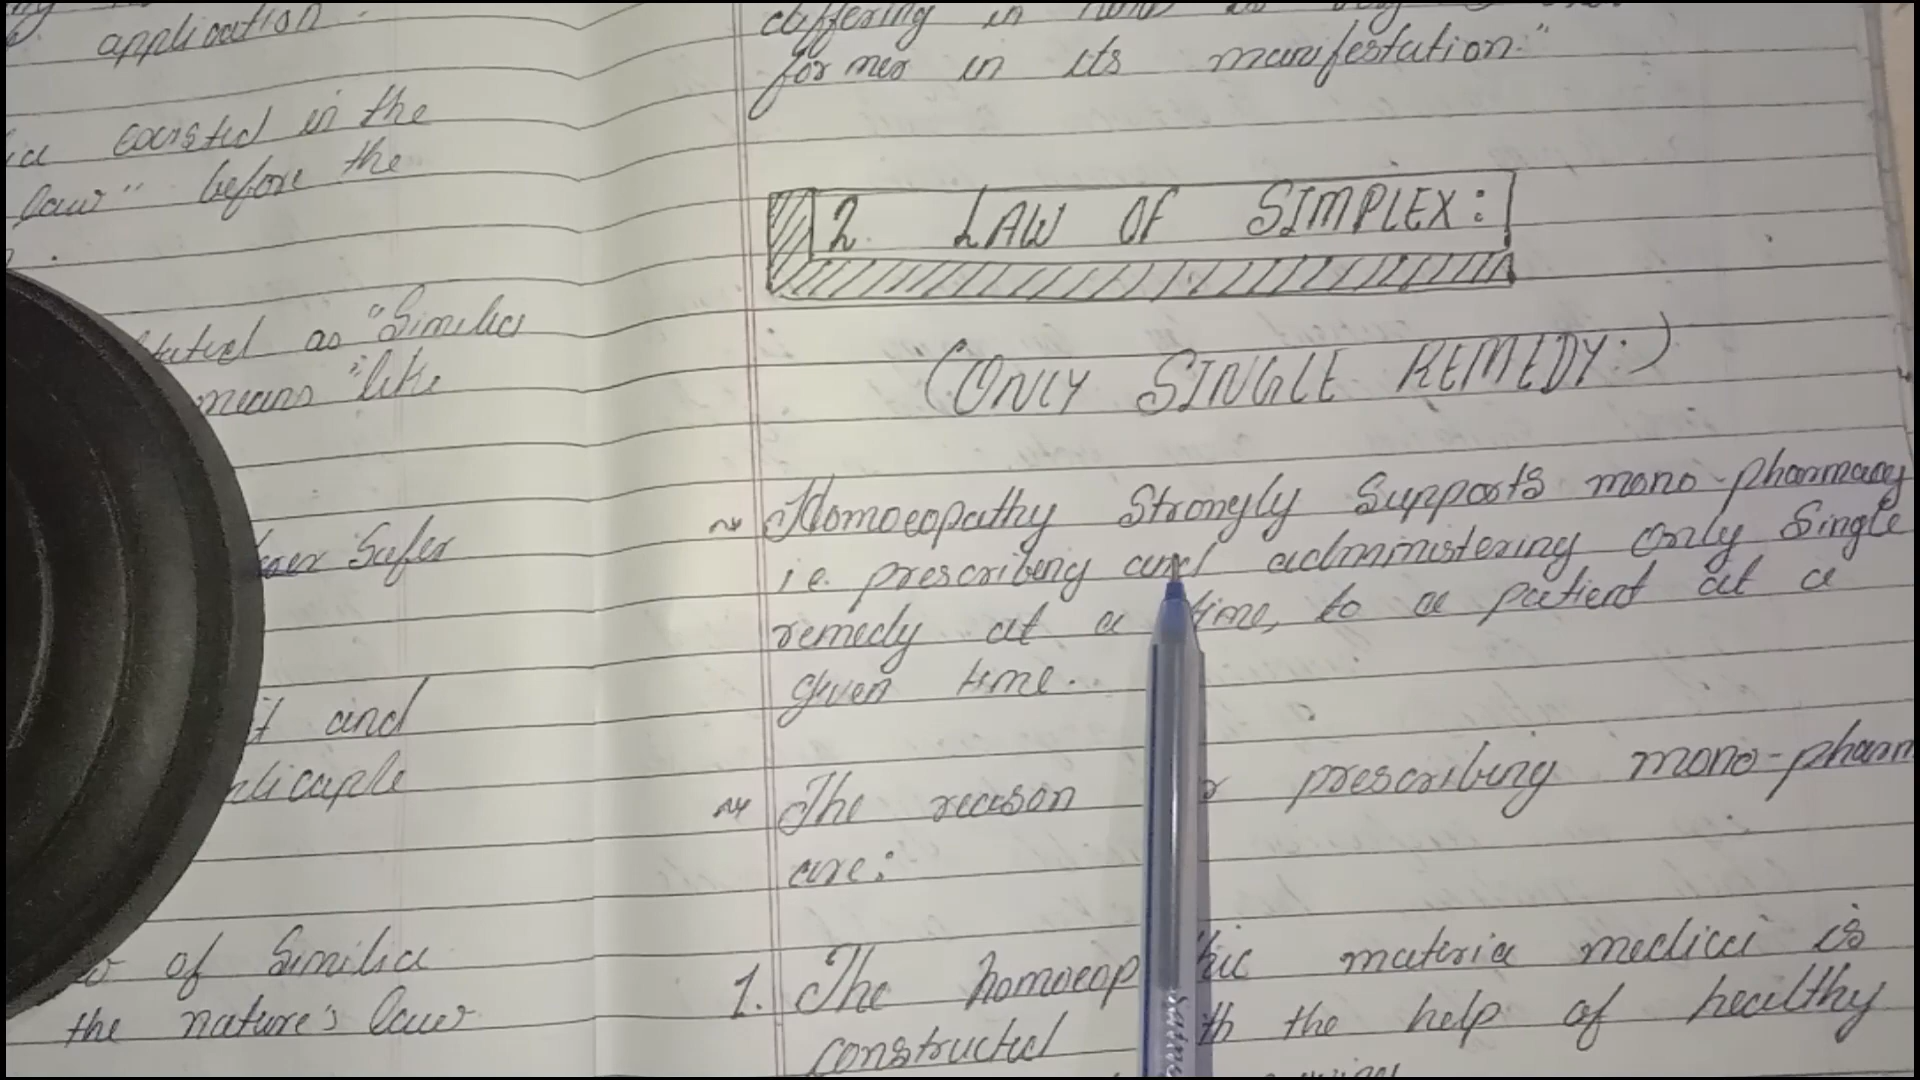 application.
existed in the
law" before the
as "Similia
means "like
Safer
and
of Similia
the nature's law
differing in
former in its manifestation."
2. LAW OF SIMPLEX:
(ONLY SINGLE REMEDY.)
~ Homoeopathy Strongly Supports mono-pharmacy
i.e. prescribing and administering only Single
remedy at a time, to a patient at a
given time.
~ The reason prescribing mono-pharm
are:
1. The homoeop materia medica is
constructed the help of healthy